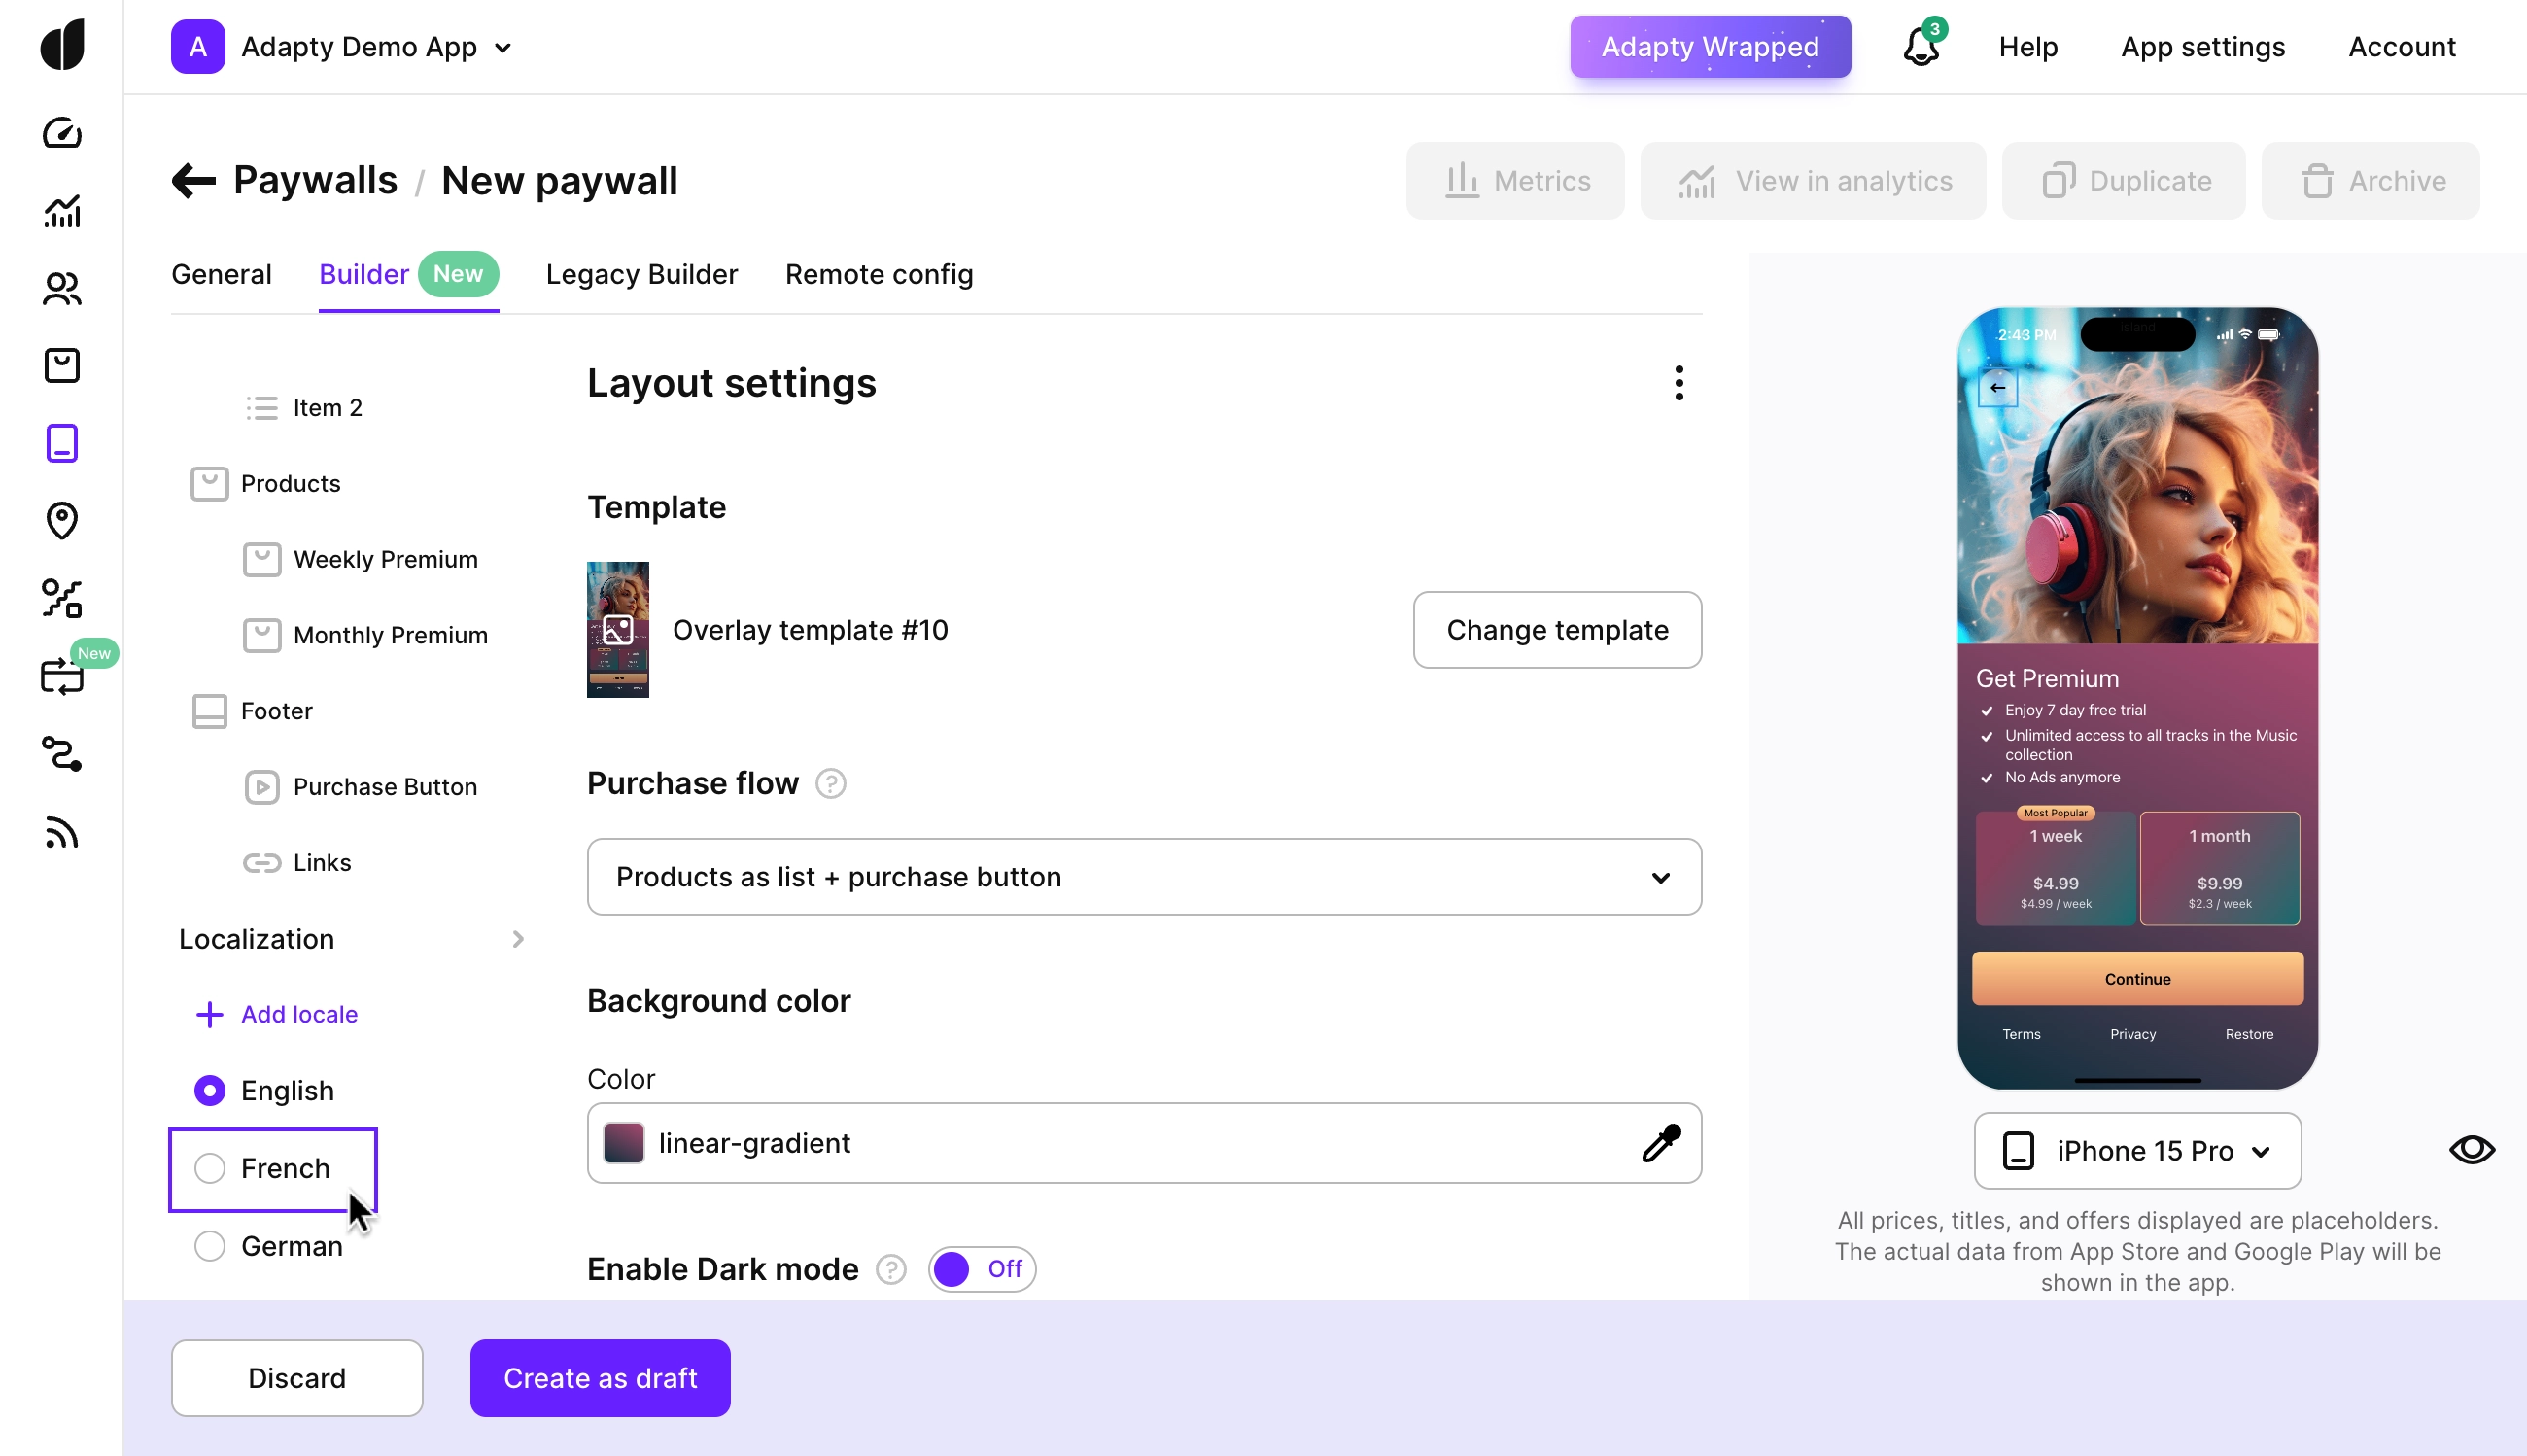 A
Adapty Demo App
Adapty Wrapped
3
Help
App settings
Account
Paywalls / New paywall
Metrics
View in analytics
Duplicate
Archive
General
Builder
New
Legacy Builder
Remote config
Item 2
Products
Weekly Premium
Monthly Premium
Footer
Purchase Button
Links
Localization
Add locale
English
French
German
New
Layout settings
Template
Overlay template #10
Change template
Purchase flow
?
Products as list + purchase button
Background color
Color
linear-gradient
Enable Dark mode
?
Off
2:43 PM
island
Get Premium
Enjoy 7 day free trial
Unlimited access to all tracks in the Music
collection
No Ads anymore
Most Popular
1 week
$4.99
$4.99 / week
1 month
$9.99
$2.3 / week
Continue
Terms
Privacy
Restore
iPhone 15 Pro
All prices, titles, and offers displayed are placeholders.
The actual data from App Store and Google Play will be
shown in the app.
Discard
Create as draft